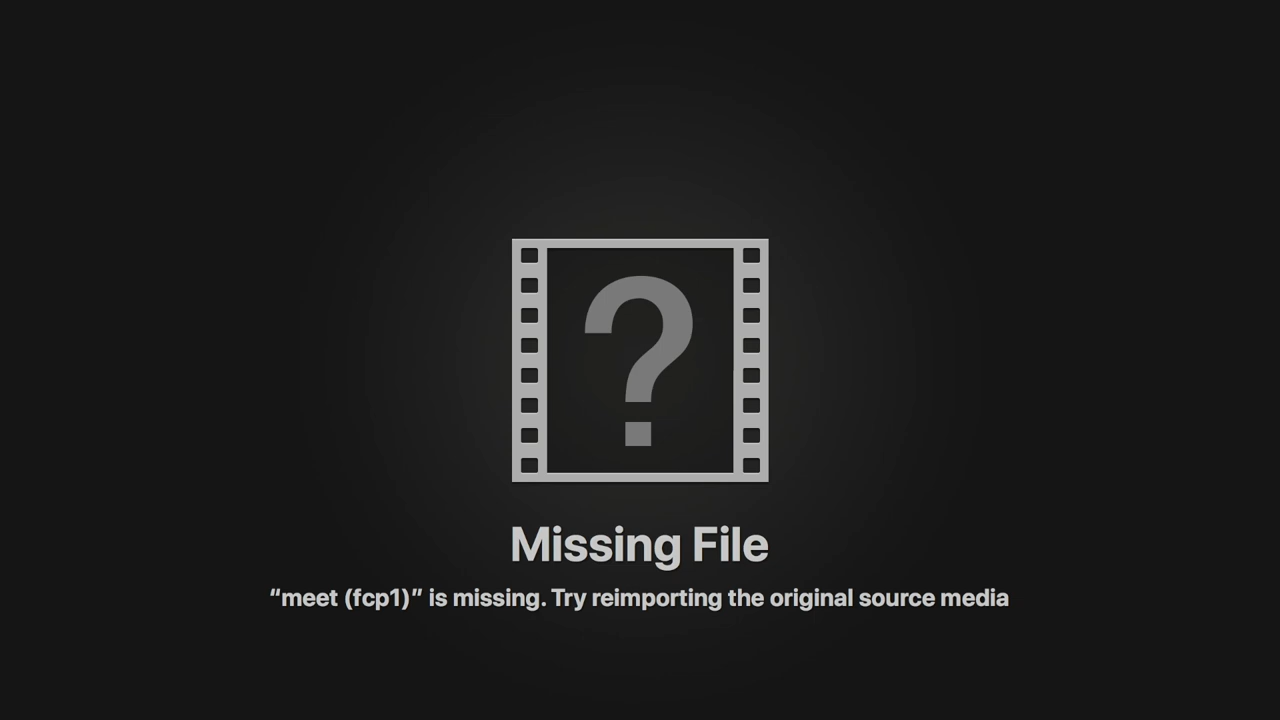 ?
Missing File
“meet (fcp1)” is missing. Try reimporting the original source media